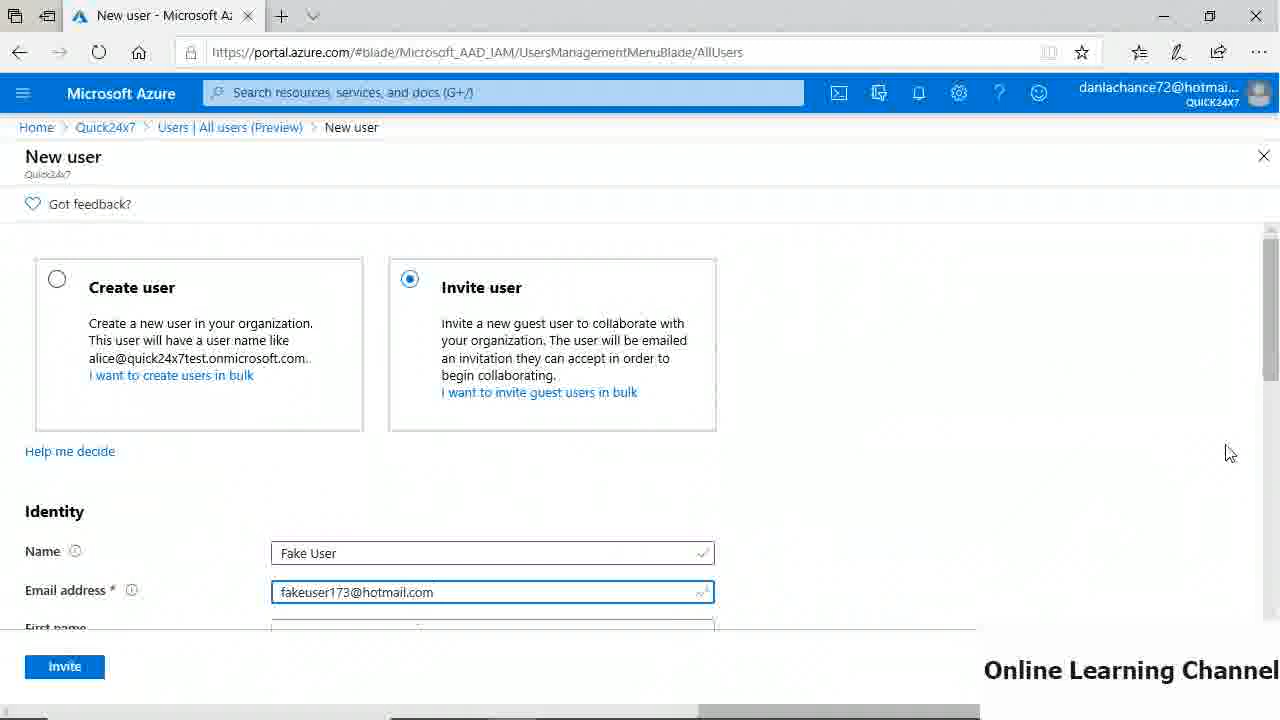 New user - Microsoft Az
https://portal.azure.com/#blade/Microsoft_AAD_IAM/UsersManagementMenuBlade/AllUsers
Microsoft Azure
Search resources, services, and docs (G+/)
danlachance72@hotmai...
QUICK24X7
Home > Quick24x7 > Users | All users (Preview) > New user
New user
Quick24x7
Got feedback?
Create user
Create a new user in your organization.
This user will have a user name like
alice@quick24x7test.onmicrosoft.com..
I want to create users in bulk
Invite user
Invite a new guest user to collaborate with
your organization. The user will be emailed
an invitation they can accept in order to
begin collaborating.
I want to invite guest users in bulk
Help me decide
Identity
Name
Fake User
Email address *
fakeuser173@hotmail.com
First name
Invite
Online Learning Channel